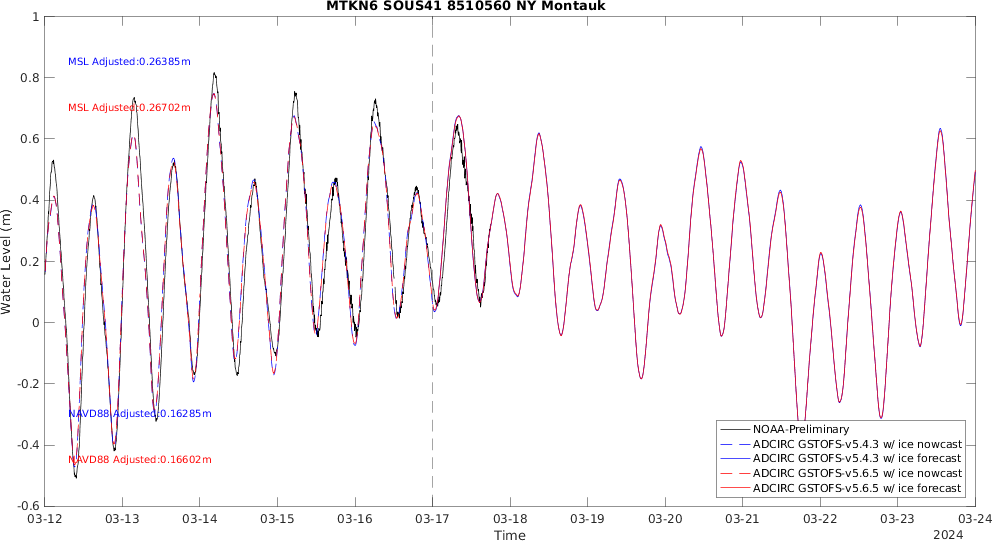 MTKN6 SOUS41 8510560 NY Montauk
1
0.8
0.6
0.4
0.2
0
-0.2
-0.4
-0.6
Water Level (m)
MSL Adjusted:0.26385m
MSL Adjusted:0.26702m
NAVD88 Adjusted:0.16285m
NAVD88 Adjusted:0.16602m
NOAA-Preliminary
ADCIRC GSTOFS-v5.4.3 w/ ice nowcast
ADCIRC GSTOFS-v5.4.3 w/ ice forecast
ADCIRC GSTOFS-v5.6.5 w/ ice nowcast
ADCIRC GSTOFS-v5.6.5 w/ ice forecast
03-12 03-13 03-14 03-15 03-16 03-17 03-18 03-19 03-20 03-21 03-22 03-23 03-24
Time
2024